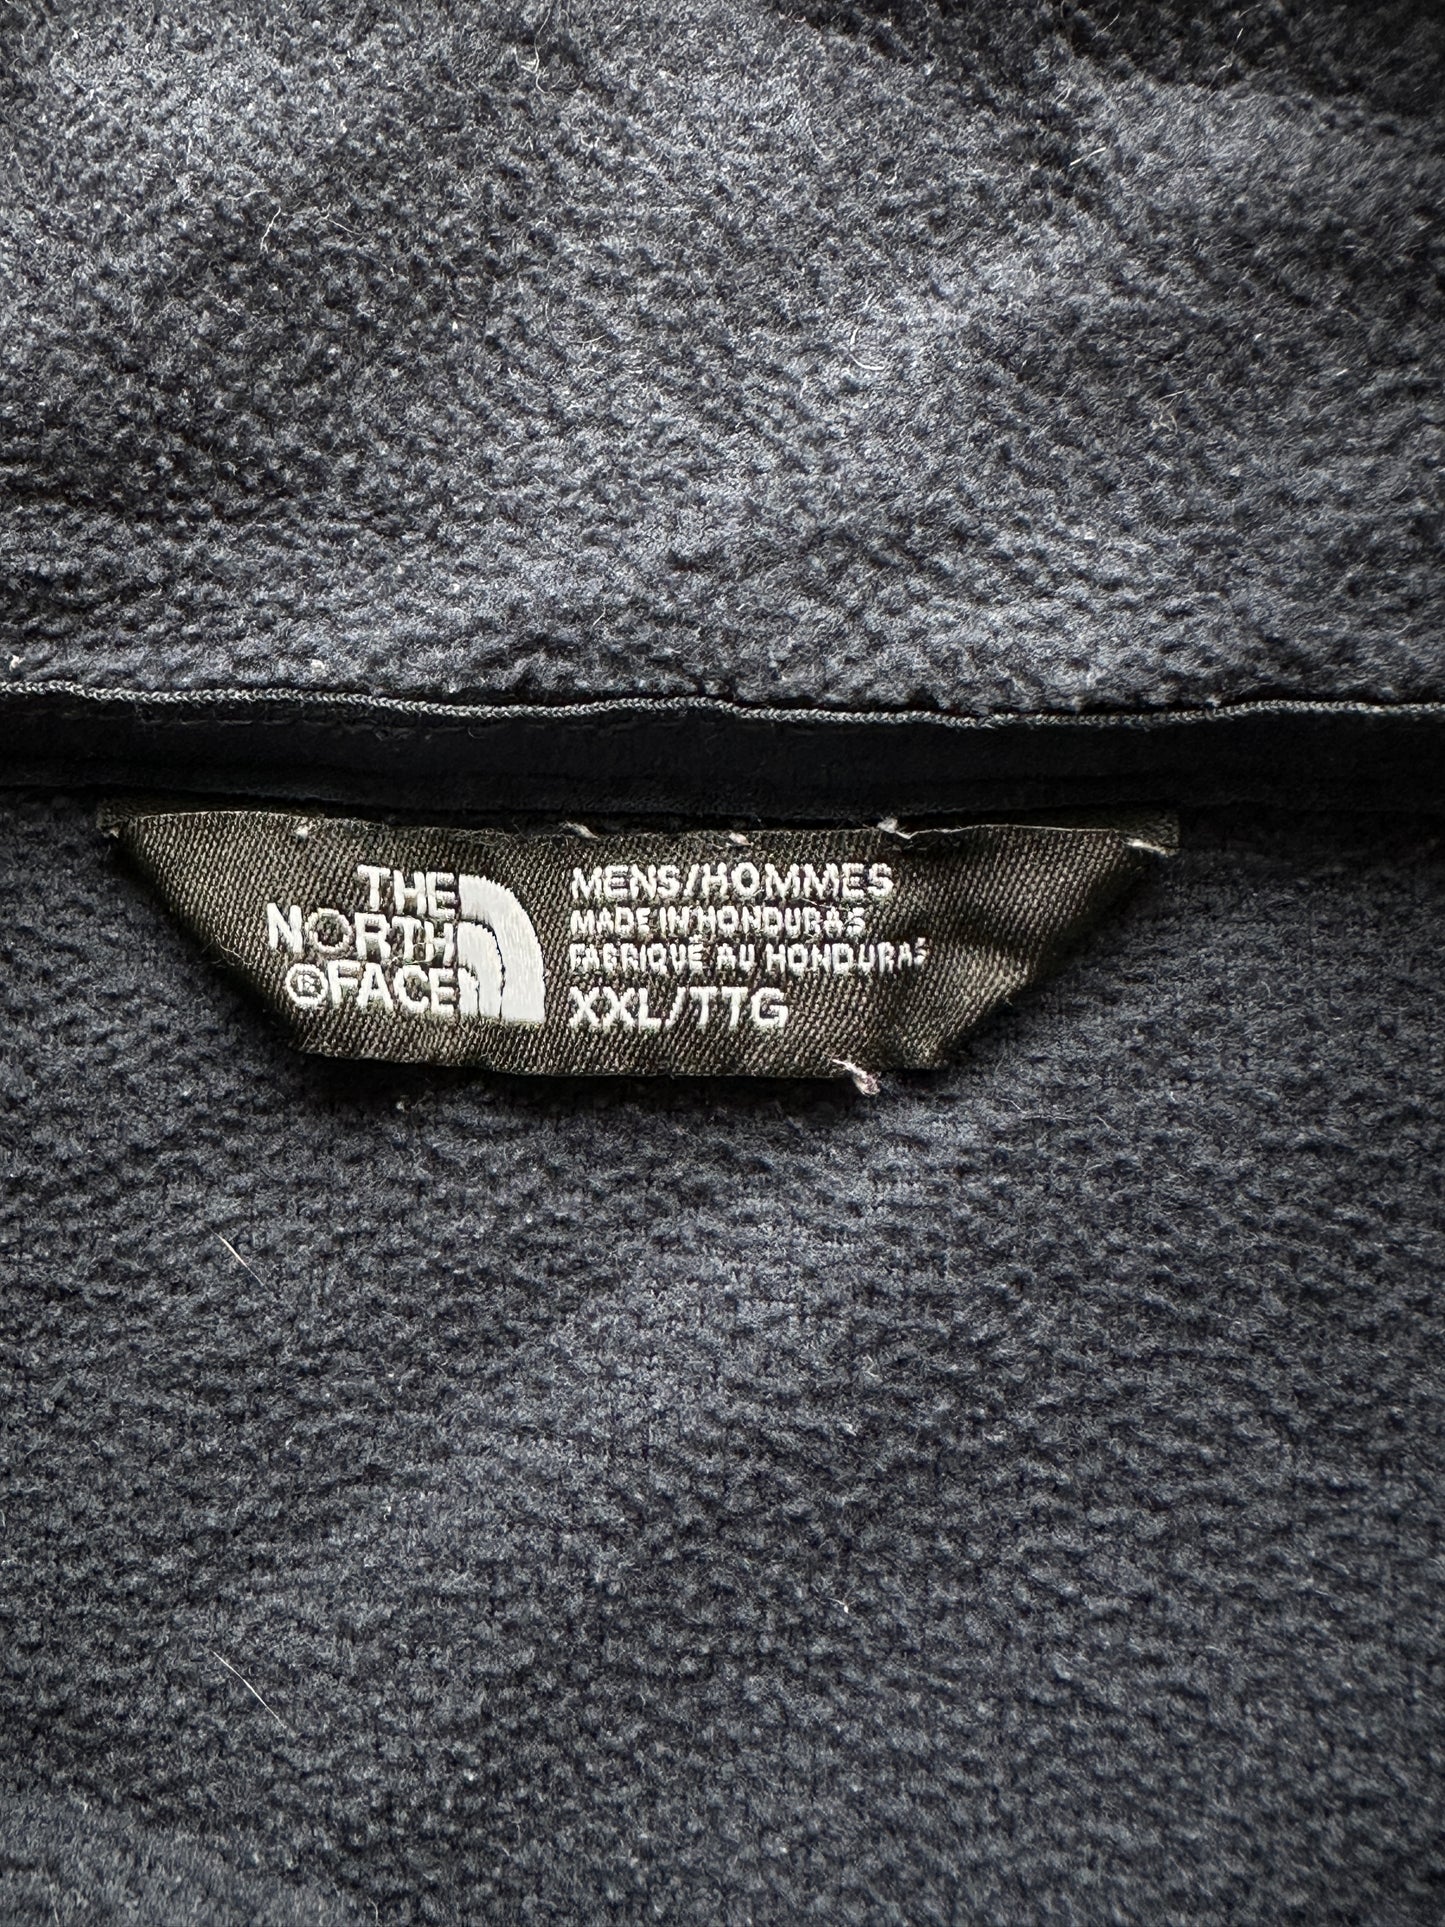 THE
NORTH
®FACE
MENS/HOMMES
MADE IN HONDURAS
FABRIQUÉ AU HONDURAS
XXL/TTG